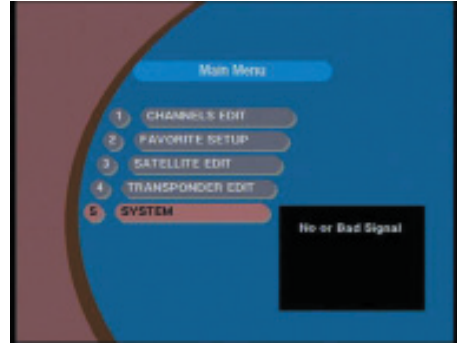 Main Menu
1 CHANNELS EDIT
2 FAVORITE SETUP
3 SATELLITE EDIT
4 TRANSPONDER EDIT
5 SYSTEM
No or Bad Signal